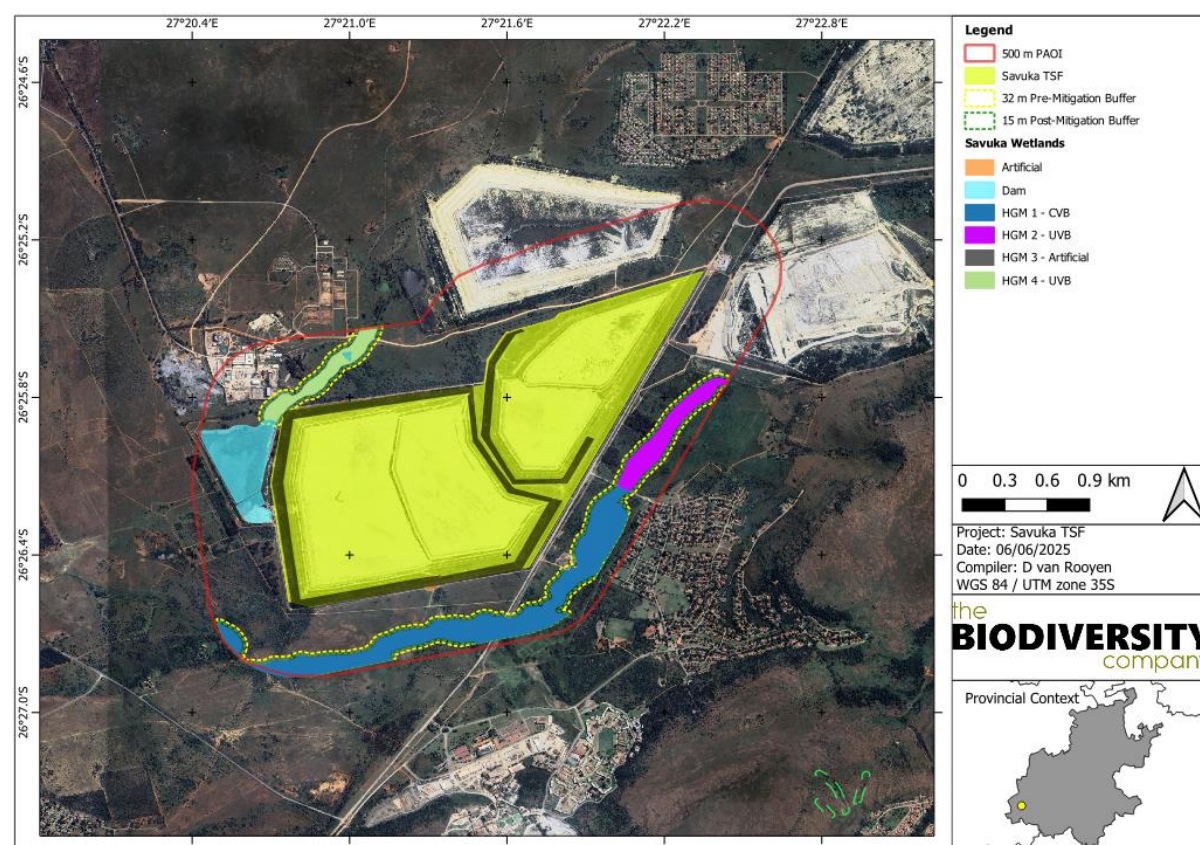 27°20.4'E 27°21.0'E 27°21.6'E 27°22.2'E 27°22.8'E
26°24.6'S
26°25.2'S
26°25.8'S
26°26.4'S
26°27.0'S
Legend
500 m PAOI
Savuka TSF
32 m Pre-Mitigation Buffer
15 m Post-Mitigation Buffer
Savuka Wetlands
Artificial
Dam
HGM 1 - CVB
HGM 2 - UVB
HGM 3 - Artificial
HGM 4 - UVB
0 0.3 0.6 0.9 km
Project: Savuka TSF
Date: 06/06/2025
Compiler: D van Rooyen
WGS 84 / UTM zone 35S
the
BIODIVERSITY
company
Provincial Context